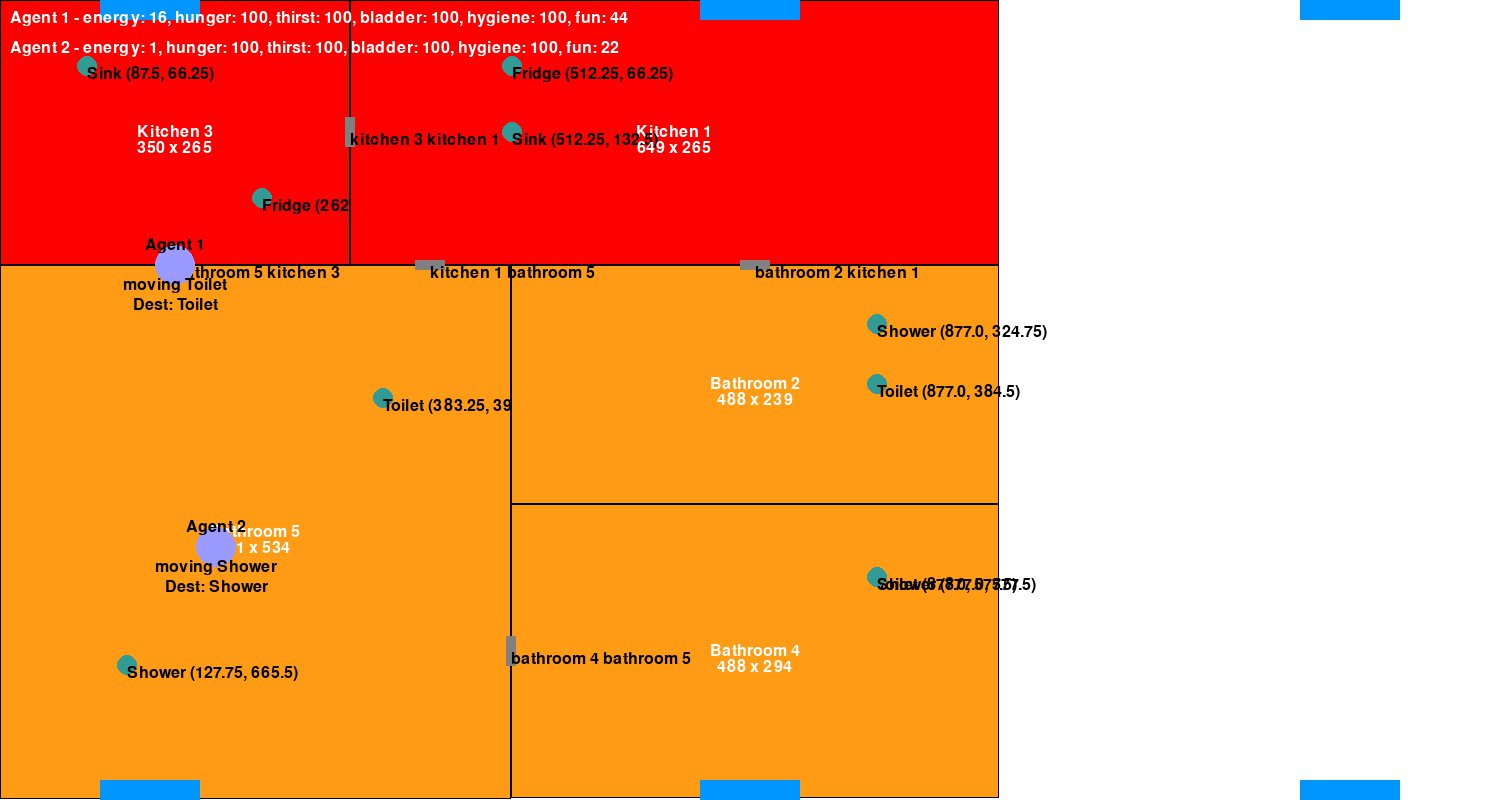 Agent 1 - energy: 16, hunger: 100, thirst: 100, bladder: 100, hygiene: 100, fun: 44
Agent 2 - energy: 1, hunger: 100, thirst: 100, bladder: 100, hygiene: 100, fun: 22
Sink (87.5, 66.25)
Fridge (512.25, 66.25)
Kitchen 3
350 x 265
kitchen 3 kitchen 1
Sink (512.25, 132.5)
Kitchen 1
649 x 265
Fridge (262
Agent 1
throom 5 kitchen 3
kitchen 1 bathroom 5
bathroom 2 kitchen 1
moving Toilet
Dest: Toilet
Shower (877.0, 324.75)
Bathroom 2
488 x 239
Toilet (877.0, 384.5)
Toilet (383.25, 39
Agent 2
throom 5
1 x 534
moving Shower
Dest: Shower
Bathroom 4
488 x 294
bathroom 4 bathroom 5
Shower (127.75, 665.5)